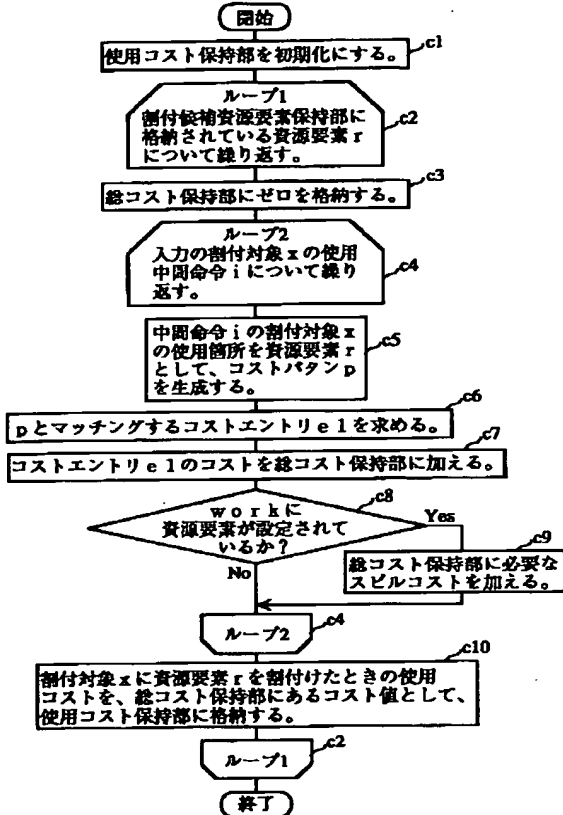 開始
使用コスト保持部を初期化にする。
c1
ループ1
割付候補資源要素保持部に
格納されている資源要素r
について繰り返す。
c2
総コスト保持部にゼロを格納する。
c3
ループ2
入力の割付対象xの使用
中間命令iについて繰り
返す。
c4
中間命令iの割付対象x
の使用箇所を資源要素r
として、コストパタンp
を生成する。
c5
pとマッチングするコストエントリe1を求める。
c6
コストエントリe1のコストを総コスト保持部に加える。
c7
workに
資源要素が設定されて
いるか?
c8
Yes
No
総コスト保持部に必要な
スピルコストを加える。
c9
ループ2
c4
割付対象xに資源要素rを割付けたときの使用
コストを、総コスト保持部にあるコスト値として、
使用コスト保持部に格納する。
c10
ループ1
c2
終了